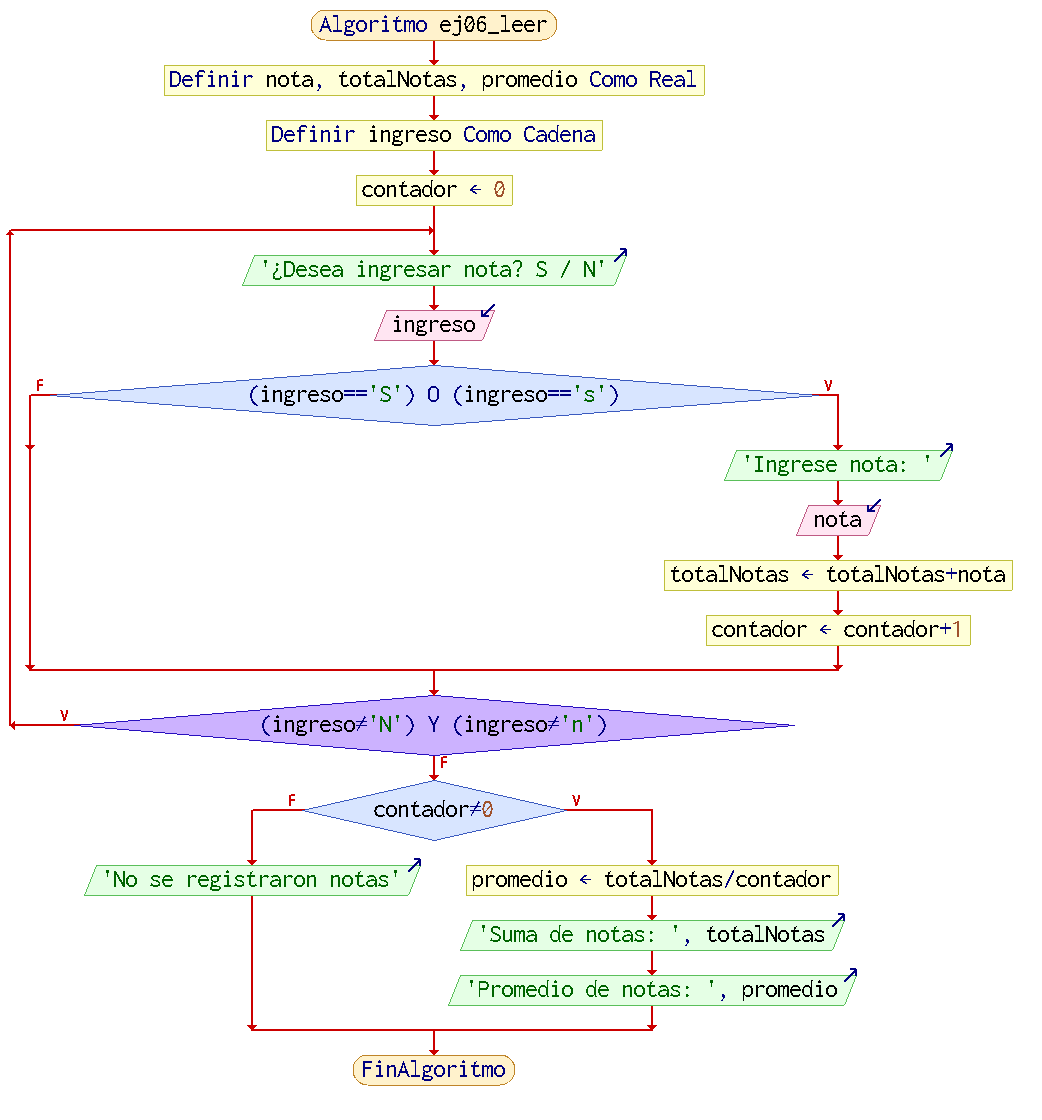 Algoritmo ej06_leer
Definir nota, totalNotas, promedio Como Real
Definir ingreso Como Cadena
contador ← 0
'¿Desea ingresar nota? S / N'
ingreso
F
(ingreso=='S') O (ingreso=='s')
V
'Ingrese nota: '
nota
totalNotas ← totalNotas+nota
contador ← contador+1
V
(ingreso≠'N') Y (ingreso≠'n')
F
F
contador≠0
V
'No se registraron notas'
promedio ← totalNotas/contador
'Suma de notas: ', totalNotas
'Promedio de notas: ', promedio
FinAlgoritmo